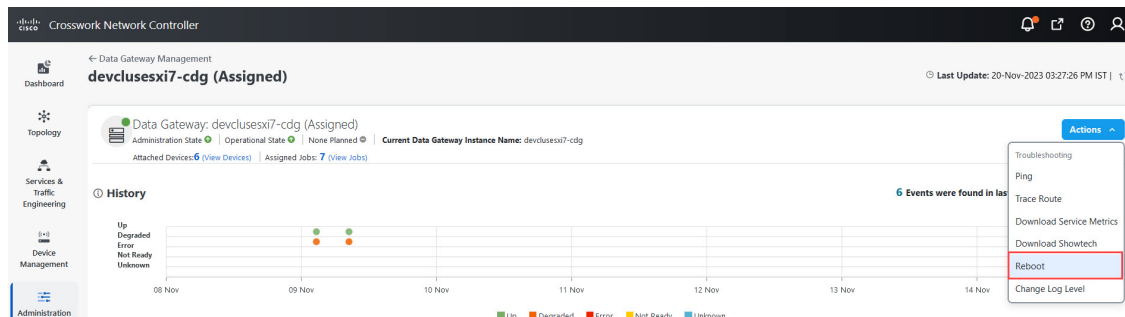 cisco Crosswork Network Controller
← Data Gateway Management
devclusesxi7-cdg (Assigned)
Last Update: 20-Nov-2023 03:27:26 PM IST |
Dashboard
Topology
Services &
Traffic
Engineering
Device
Management
Administration
Data Gateway: devclusesxi7-cdg (Assigned)
Administration State | Operational State | None Planned | Current Data Gateway Instance Name: devclusesxi7-cdg
Attached Devices:6 (View Devices) | Assigned Jobs: 7 (View Jobs)
Actions
Troubleshooting
Ping
Trace Route
Download Service Metrics
Download Showtech
Reboot
Change Log Level
History
6 Events were found in las
Up
Degraded
Error
Not Ready
Unknown
08 Nov 09 Nov 10 Nov 11 Nov 12 Nov 13 Nov 14 Nov
Up Degraded Error Not Ready Unknown